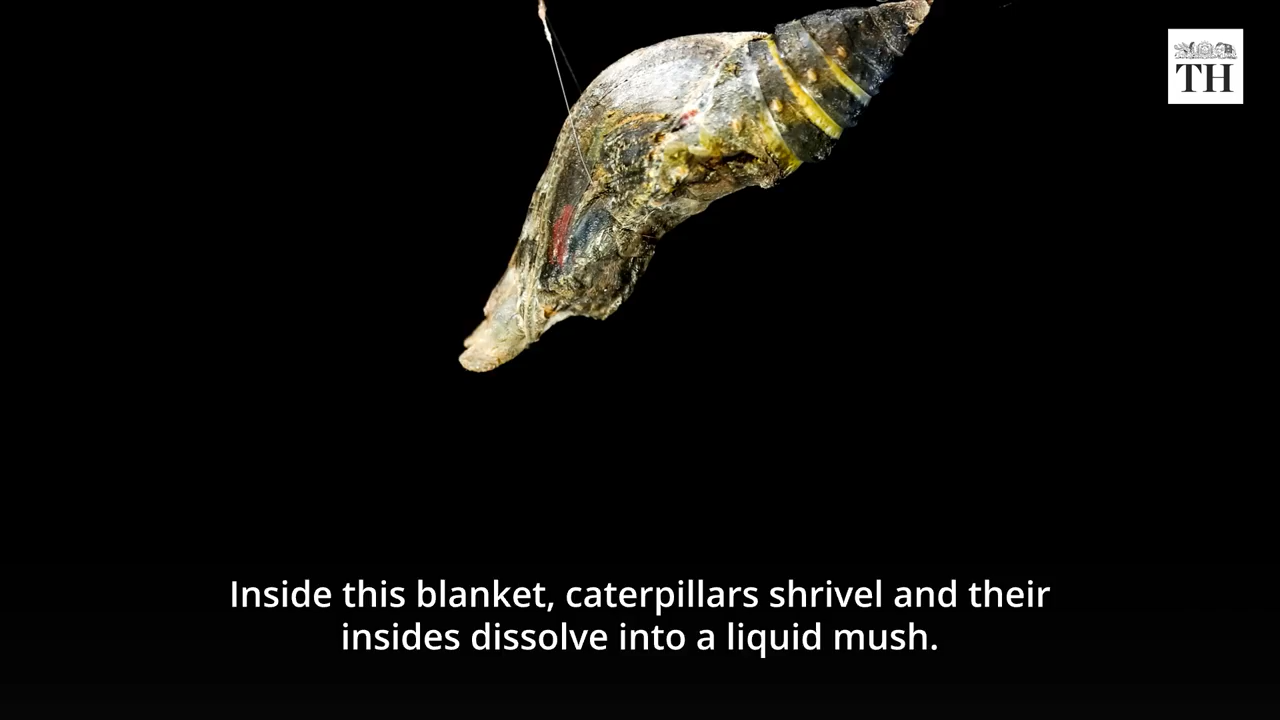 TH
Inside this blanket, caterpillars shrivel and their
insides dissolve into a liquid mush.